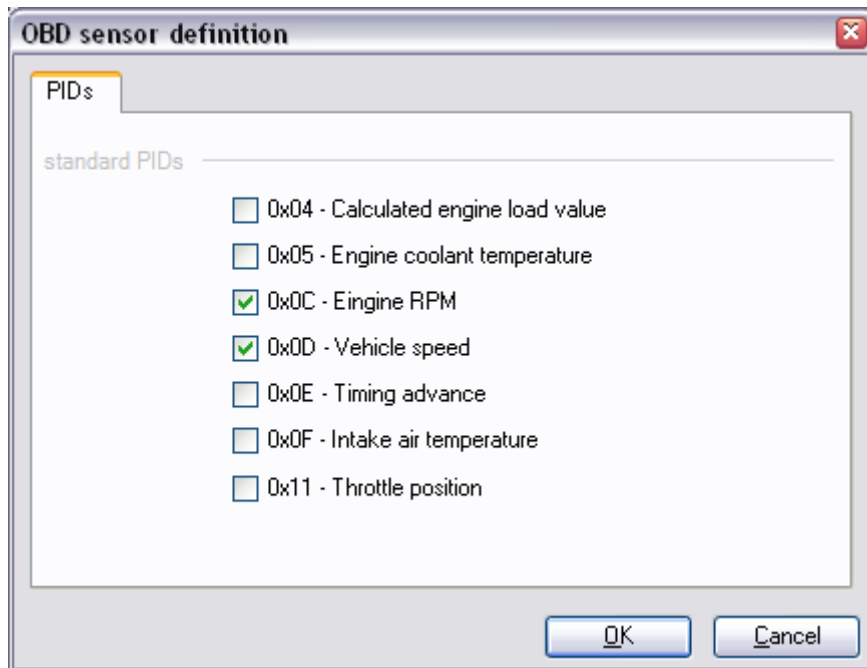 OBD sensor definition
PIDs
standard PIDs
0x04 - Calculated engine load value
0x05 - Engine coolant temperature
0x0C - Eingine RPM
0x0D - Vehicle speed
0x0E - Timing advance
0x0F - Intake air temperature
0x11 - Throttle position
OK
Cancel